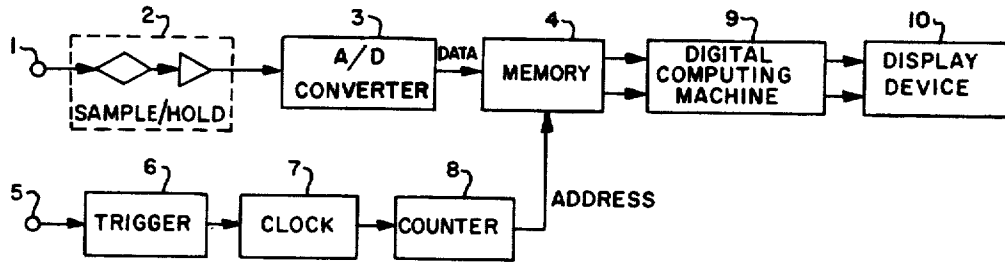 1
2
SAMPLE/HOLD
3
A/D
CONVERTER
DATA
4
MEMORY
9
DIGITAL
COMPUTING
MACHINE
10
DISPLAY
DEVICE
5
6
TRIGGER
7
CLOCK
8
COUNTER
ADDRESS